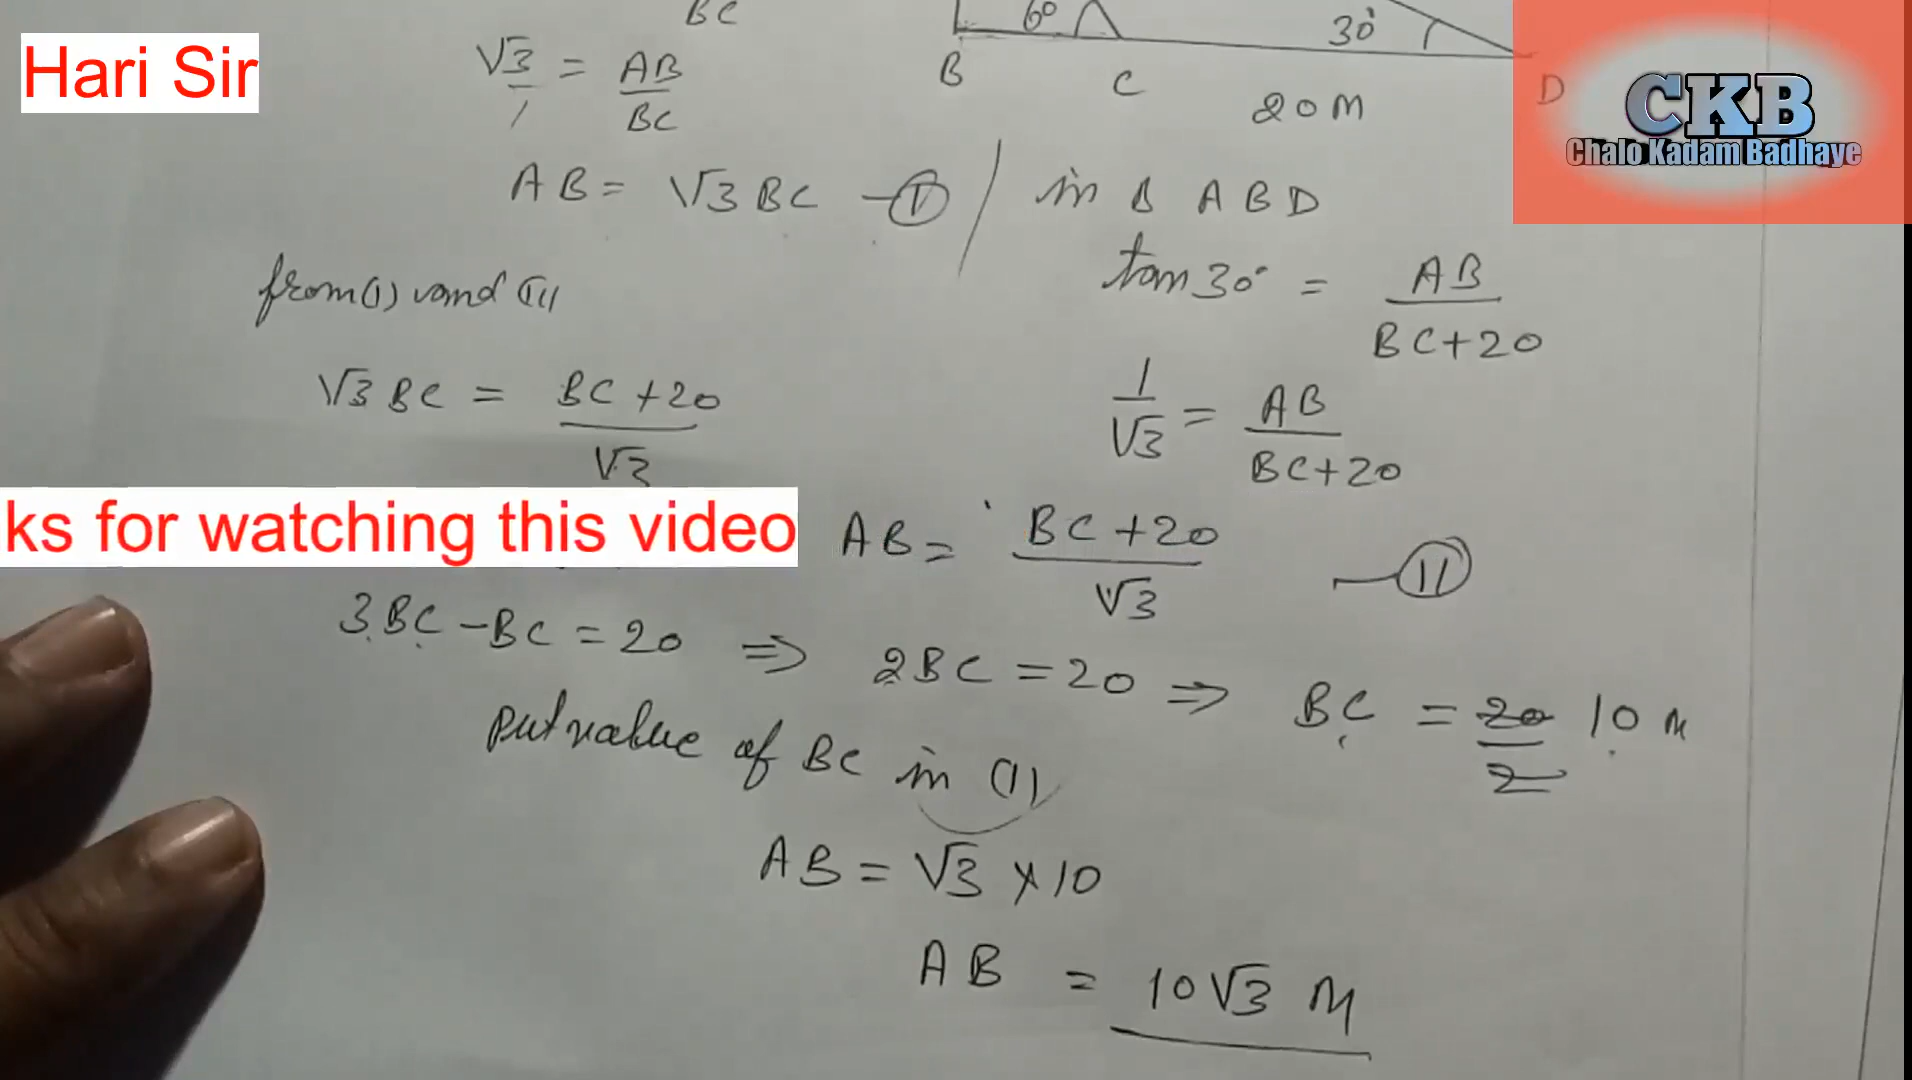 Hari Sir
BC
√3/1 = AB/BC
60
30°
B
C
20 M
D
CKB
Chalo Kadam Badhaye
AB = √3 BC —(I)
in Δ ABD
tan 30° = AB/BC+20
1/√3 = AB/BC+20
AB = BC+20/√3 —(II)
from (I) and (II)
√3 BC = BC+20/√3
ks for watching this video
3BC - BC = 20 ⇒ 2BC = 20 ⇒ BC = 20/2 10 M
put value of BC in (I)
AB = √3 × 10
AB = 10√3 M